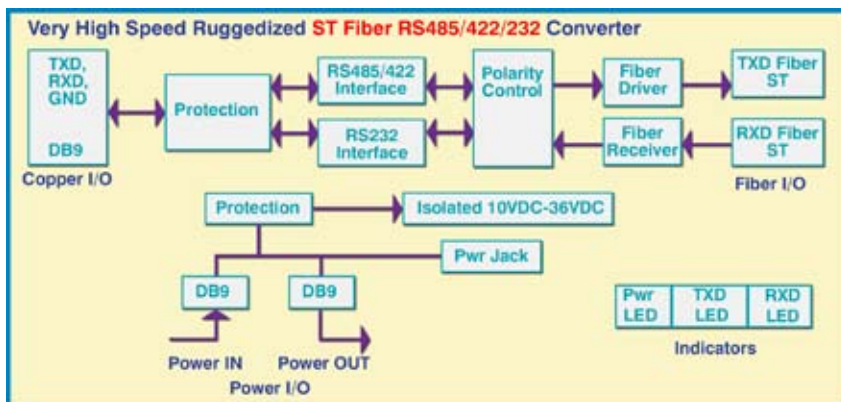 Very High Speed Ruggedized ST Fiber RS485/422/232 Converter
TXD,
RXD,
GND
DB9
Copper I/O
Protection
RS485/422
Interface
RS232
Interface
Polarity
Control
Fiber
Driver
Fiber
Receiver
TXD Fiber
ST
RXD Fiber
ST
Fiber I/O
Protection
Isolated 10VDC-36VDC
Pwr Jack
DB9
DB9
Power IN
Power OUT
Power I/O
Pwr
LED
TXD
LED
RXD
LED
Indicators